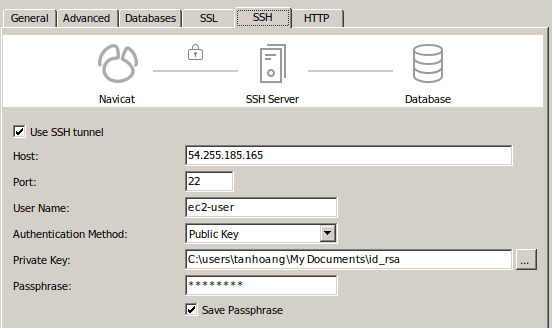 General Advanced Databases SSL SSH HTTP
Navicat SSH Server Database
Use SSH tunnel
Host: 54.255.185.165
Port: 22
User Name: ec2-user
Authentication Method: Public Key
Private Key: C:\users\tanhoang\My Documents\id_rsa ...
Passphrase: ********
Save Passphrase